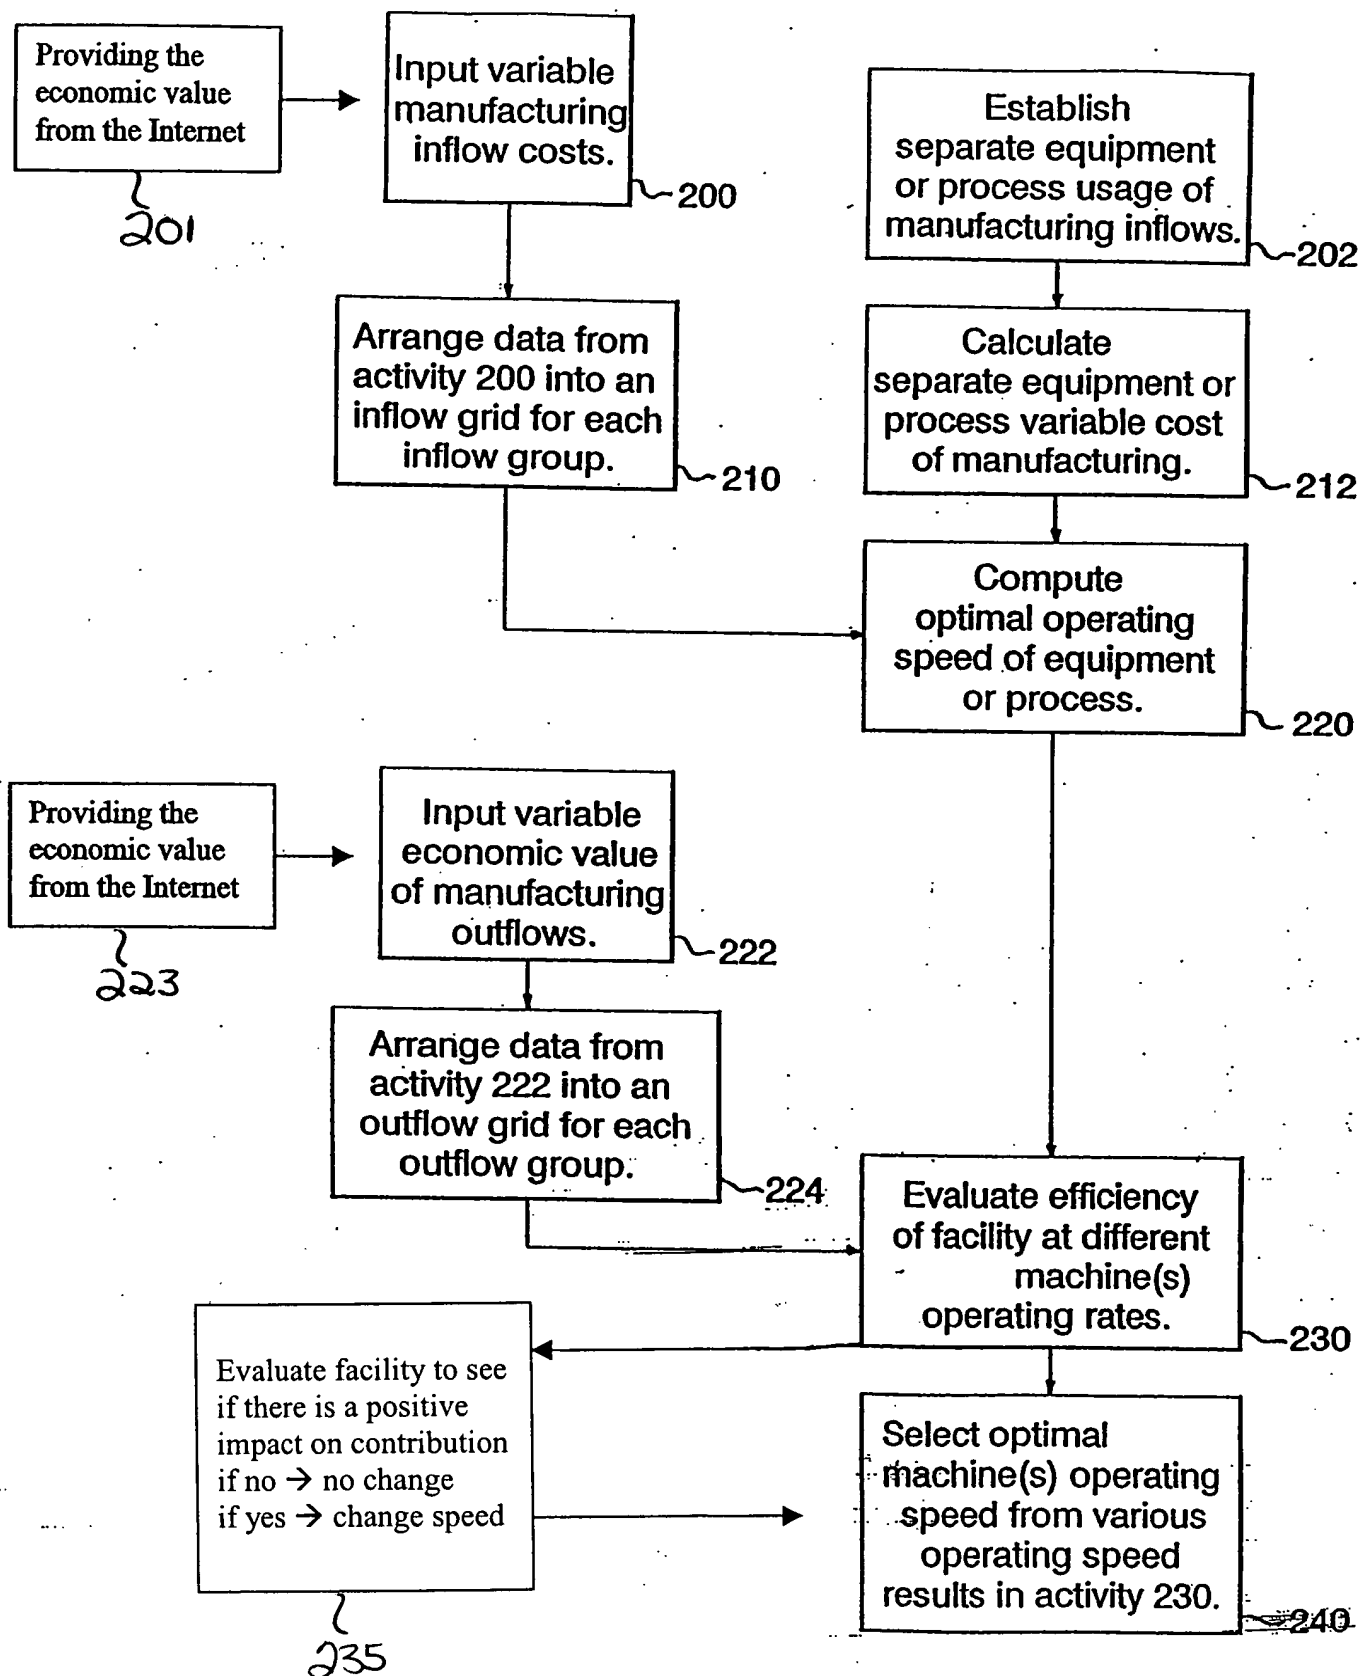 Providing the
economic value
from the Internet
201
Input variable
manufacturing
inflow costs.
200
Establish
separate equipment
or process usage of
manufacturing inflows.
202
Arrange data from
activity 200 into an
inflow grid for each
inflow group.
210
Calculate
separate equipment or
process variable cost
of manufacturing.
212
Compute
optimal operating
speed of equipment
or process.
220
Providing the
economic value
from the Internet
223
Input variable
economic value
of manufacturing
outflows.
222
Arrange data from
activity 222 into an
outflow grid for each
outflow group.
224
Evaluate efficiency
of facility at different
machine(s)
operating rates.
230
Evaluate facility to see
if there is a positive
impact on contribution
if no → no change
if yes → change speed
235
Select optimal
machine(s) operating
speed from various
operating speed
results in activity 230.
240